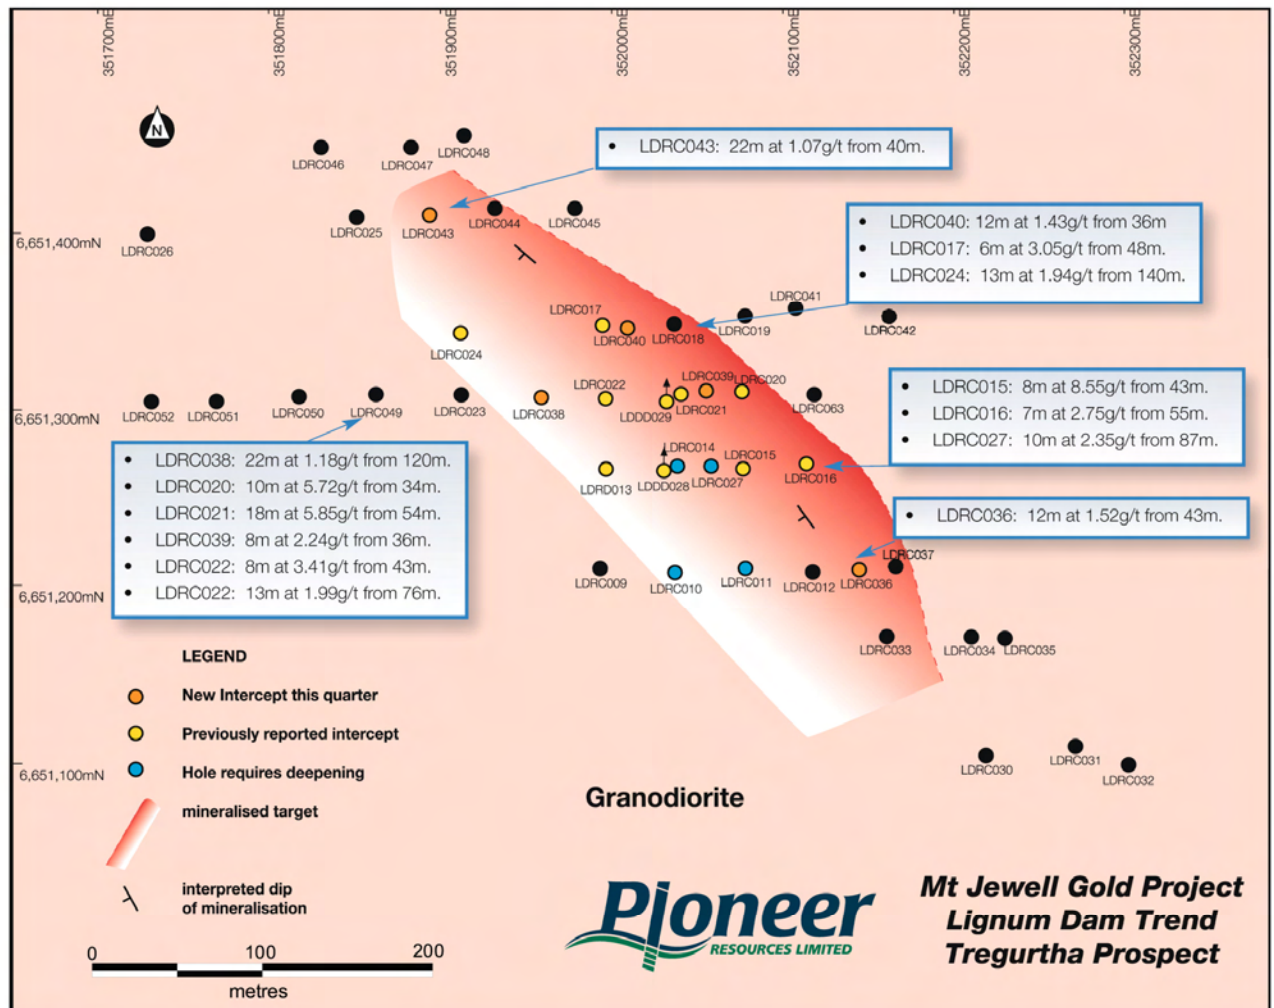 351700mE
351800mE
351900mE
352000mE
352100mE
352200mE
352300mE
N
LDRC046
LDRC047
LDRC048
• LDRC043: 22m at 1.07g/t from 40m.
LDRC026
LDRC025
LDRC043
LDRC044
LDRC045
6,651,400mN
• LDRC040: 12m at 1.43g/t from 36m
• LDRC017: 6m at 3.05g/t from 48m.
• LDRC024: 13m at 1.94g/t from 140m.
LDRC024
LDRC017
LDRC040
LDRC018
LDRC019
LDRC041
LDRC042
6,651,300mN
LDRC052
LDRC051
LDRC050
LDRC049
LDRC023
LDRC038
LDRC022
LDDD029
LDRC021
LDRC039
LDRC020
LDRC063
• LDRC015: 8m at 8.55g/t from 43m.
• LDRC016: 7m at 2.75g/t from 55m.
• LDRC027: 10m at 2.35g/t from 87m.
• LDRC038: 22m at 1.18g/t from 120m.
• LDRC020: 10m at 5.72g/t from 34m.
• LDRC021: 18m at 5.85g/t from 54m.
• LDRC039: 8m at 2.24g/t from 36m.
• LDRC022: 8m at 3.41g/t from 43m.
• LDRC022: 13m at 1.99g/t from 76m.
LDRD013
LDDD028
LDRC014
LDRC027
LDRC015
LDRC016
• LDRC036: 12m at 1.52g/t from 43m.
6,651,200mN
LDRC009
LDRC010
LDRC011
LDRC012
LDRC036
LDRC037
LDRC033
LDRC034
LDRC035
LEGEND
New Intercept this quarter
Previously reported intercept
Hole requires deepening
mineralised target
interpreted dip
of mineralisation
6,651,100mN
LDRC030
LDRC031
LDRC032
Granodiorite
0
100
200
metres
Pioneer
RESOURCES LIMITED
Mt Jewell Gold Project
Lignum Dam Trend
Tregurtha Prospect